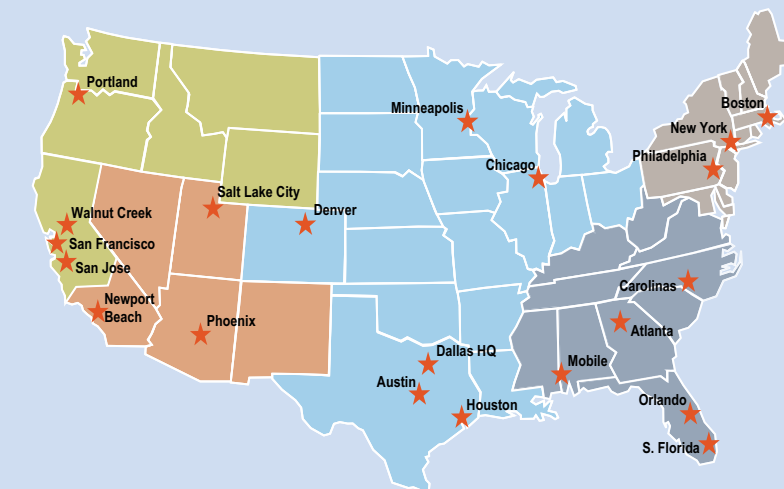 Portland
Minneapolis
Boston
New York
Philadelphia
Chicago
Salt Lake City
Denver
Walnut Creek
San Francisco
San Jose
Carolinas
Newport
Beach
Phoenix
Atlanta
Dallas HQ
Mobile
Austin
Houston
Orlando
S. Florida